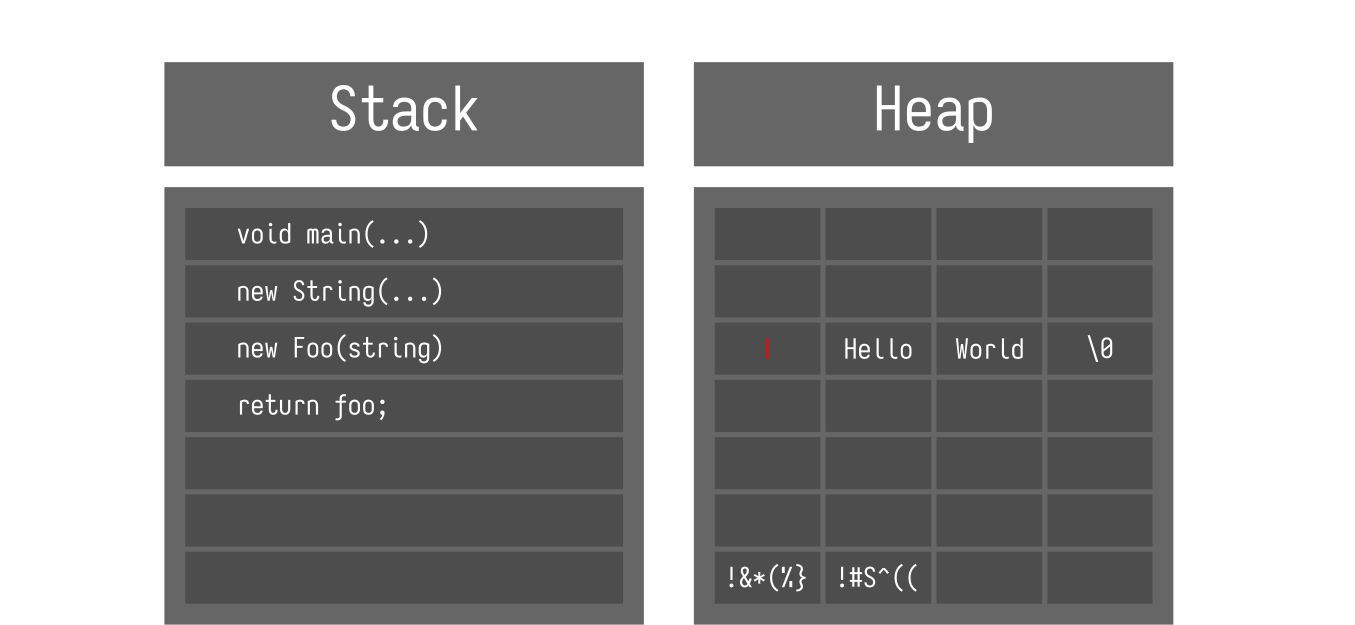 Stack
Heap
void main(...)
new String(...)
new Foo(string)
return foo;
Hello World \0
!&*(%} !#S^((